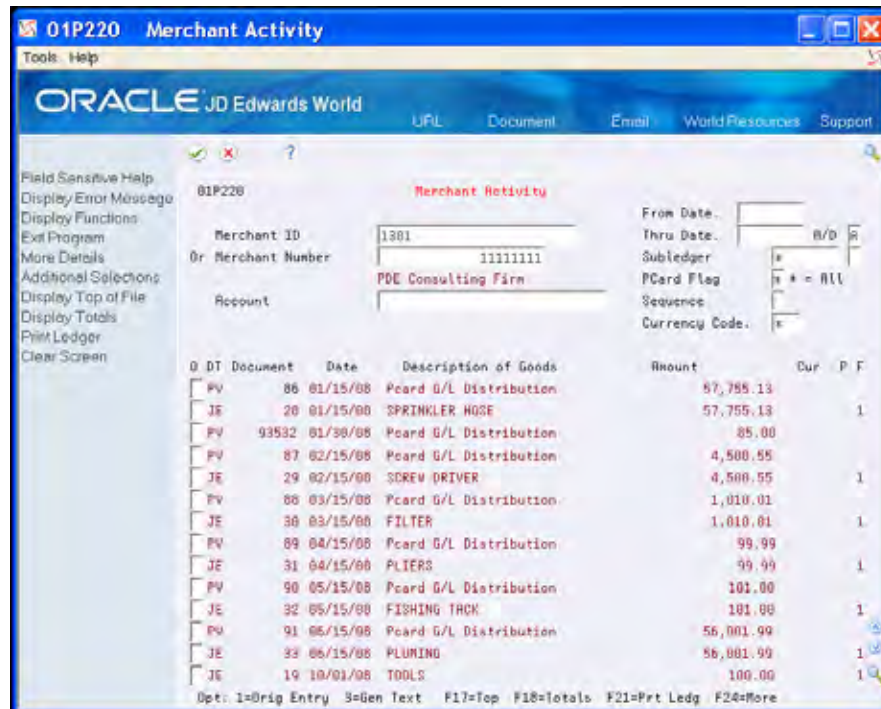 01P220 Merchant Activity
Tools Help
ORACLE JD Edwards World
URL Document Email World Resources Support
?
Field Sensitive Help
Display Error Message
Display Functions
Exit Program
More Details
Additional Selections
Display Top of File
Display Totals
Print Ledger
Clear Screen
01P220 Merchant Activity
From Date.
Merchant ID 1381 Thru Date. A/D A
Or Merchant Number 11111111 Subledger *
PDE Consulting Firm PCard Flag * * = All
Account Sequence
Currency Code. *
O DT Document Date Description of Goods Amount Cur P F
PV 86 01/15/08 Pcard G/L Distribution 57,755.13
JE 28 01/15/08 SPRINKLER HOSE 57,755.13 1
PV 93532 01/30/08 Pcard G/L Distribution 85.00
PV 87 02/15/08 Pcard G/L Distribution 4,500.55
JE 29 02/15/08 SCREW DRIVER 4,500.55 1
PV 88 03/15/08 Pcard G/L Distribution 1,010.01
JE 30 03/15/08 FILTER 1,010.01 1
PV 89 04/15/08 Pcard G/L Distribution 99.99
JE 31 04/15/08 PLIERS 99.99 1
PV 90 05/15/08 Pcard G/L Distribution 101.00
JE 32 05/15/08 FISHING TACK 101.00 1
PV 91 06/15/08 Pcard G/L Distribution 56,001.99
JE 33 06/15/08 PLUMING 56,001.99 1
JE 19 10/01/08 TOOLS 100.00 1
Opt: 1=Orig Entry 3=Gen Text F17=Top F18=Totals F21=Prt Ledg F24=More